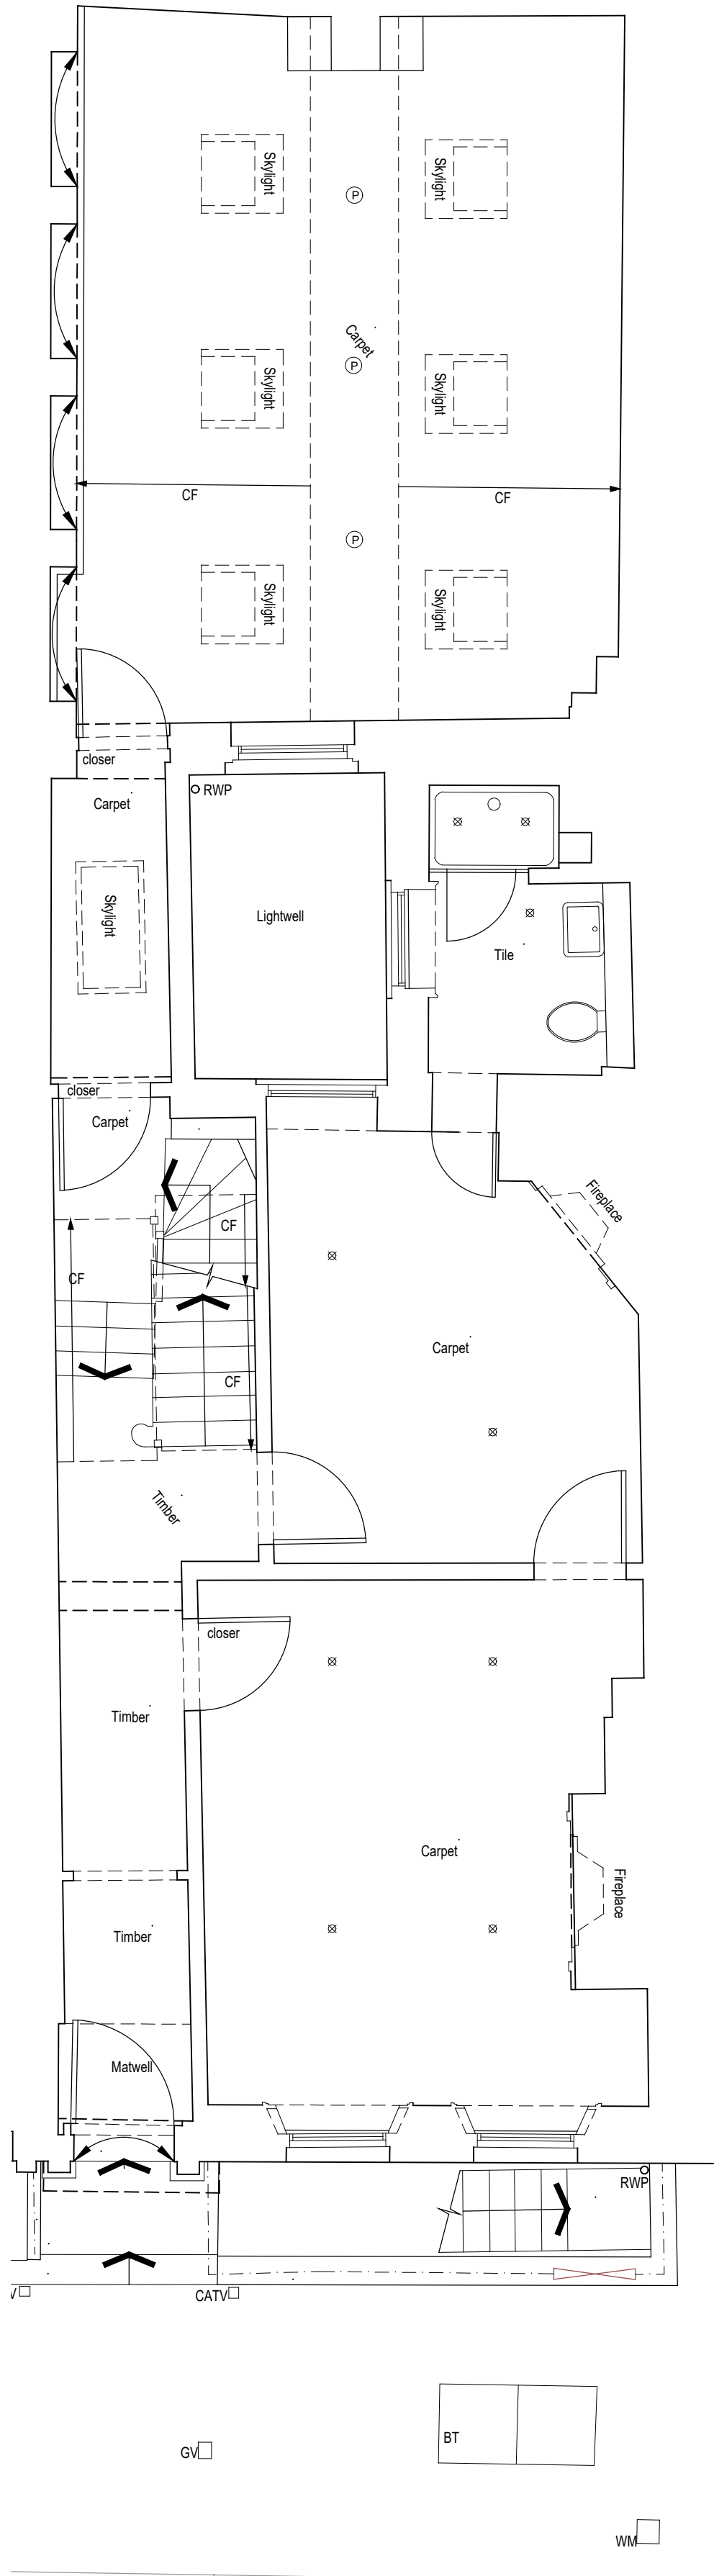 Skylight
Skylight
P
Carpet
P
Skylight
Skylight
CF
CF
P
Skylight
Skylight
closer
Carpet
RWP
Skylight
Lightwell
Tile
closer
Carpet
Fireplace
CF
CF
Carpet
CF
Timber
closer
Timber
Carpet
Fireplace
Timber
Matwell
RWP
V
CATV
BT
GV
WM